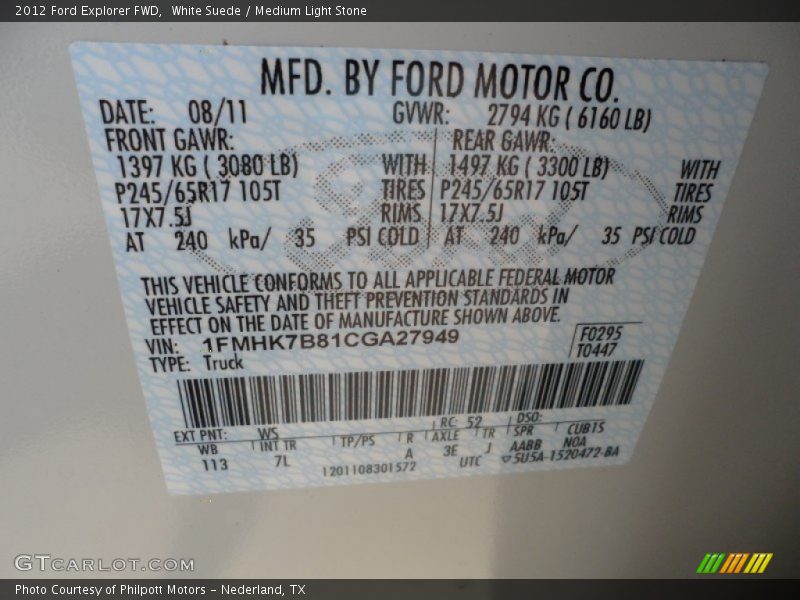 2012 Ford Explorer FWD,  White Suede / Medium Light Stone
MFD. BY FORD MOTOR CO.
DATE: 08/11 GVWR: 2794 KG ( 6160 LB)
FRONT GAWR: REAR GAWR:
1397 KG ( 3080 LB) WITH 1497 KG ( 3300 LB) WITH
P245/65R17 105T TIRES P245/65R17 105T TIRES
17X7.5J RIMS 17X7.5J RIMS
AT 240 kPa/ 35 PSI COLD AT 240 kPa/ 35 PSI COLD
THIS VEHICLE CONFORMS TO ALL APPLICABLE FEDERAL MOTOR
VEHICLE SAFETY AND THEFT PREVENTION STANDARDS IN
EFFECT ON THE DATE OF MANUFACTURE SHOWN ABOVE.
VIN: 1FMHK7B81CGA27949 F0295
TYPE: Truck T0447
EXT PNT: WS RC: 52 DSO:
WB INT TR TP/PS R AXLE TR SPR CUB1S
113 7L A 3E J AABB NOA
1201108301572 UTC ▽5U5A-1520472-BA
GTCARLOT.COM
Photo Courtesy of Philpott Motors - Nederland, TX